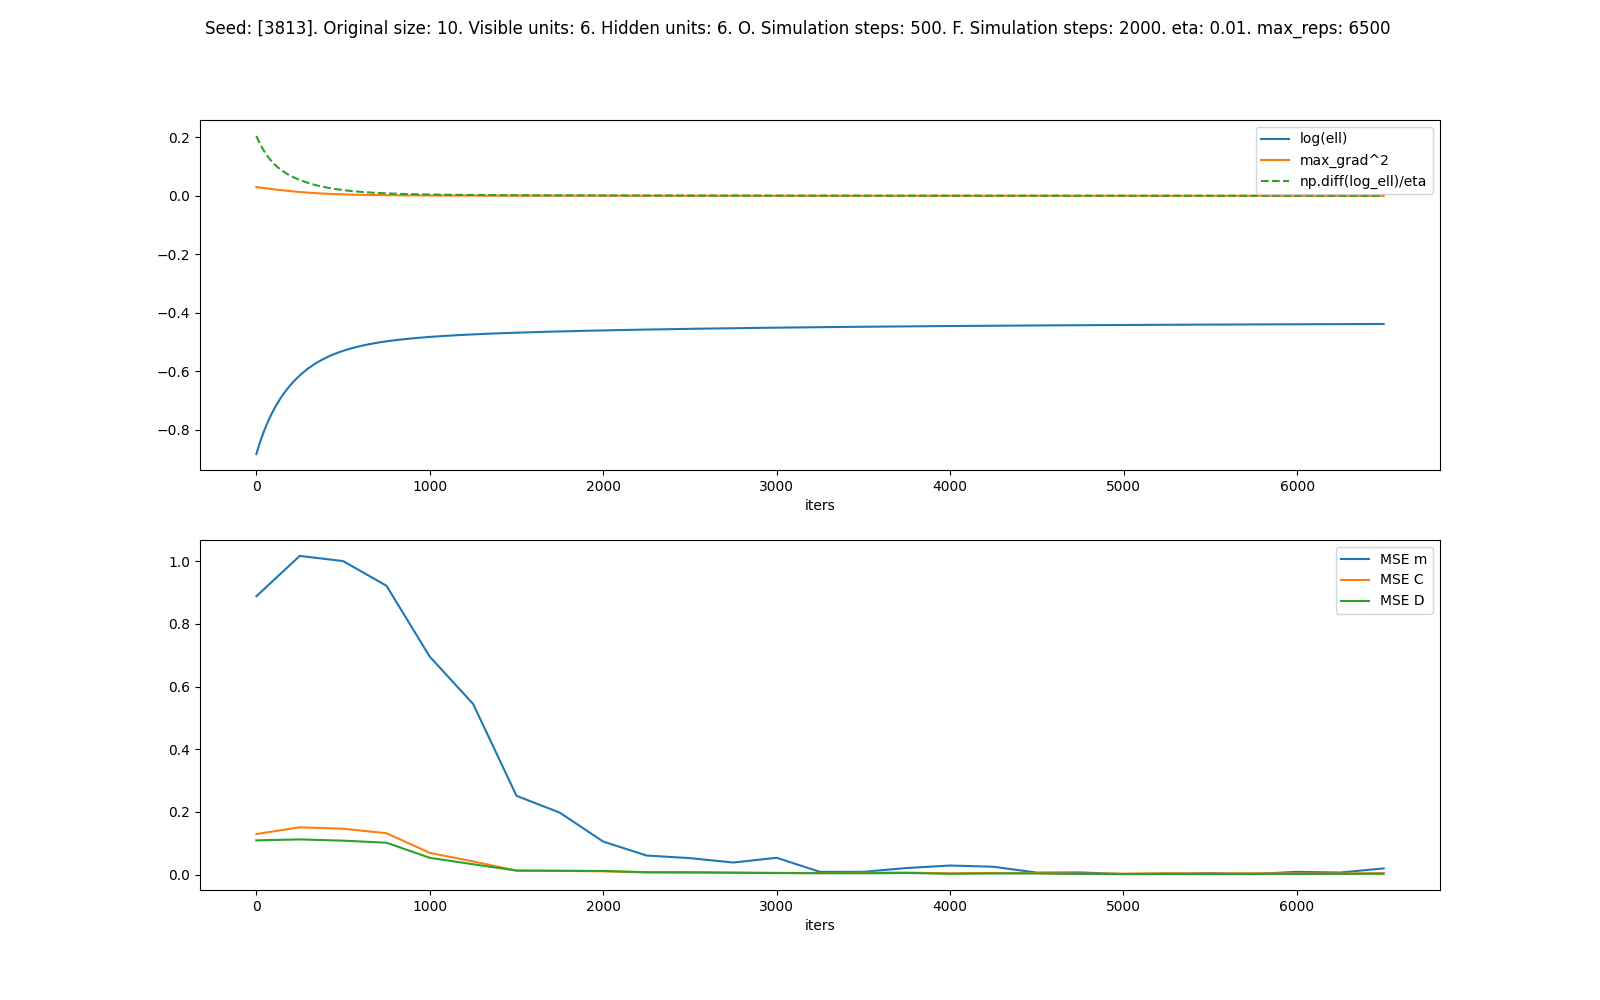 Seed: [3813]. Original size: 10. Visible units: 6. Hidden units: 6. O. Simulation steps: 500. F. Simulation steps: 2000. eta: 0.01. max_reps: 6500
0.2
0.0
−0.2
−0.4
−0.6
−0.8
log(ell)
max_grad^2
np.diff(log_ell)/eta
0 1000 2000 3000 4000 5000 6000
iters
1.0
0.8
0.6
0.4
0.2
0.0
MSE m
MSE C
MSE D
0 1000 2000 3000 4000 5000 6000
iters